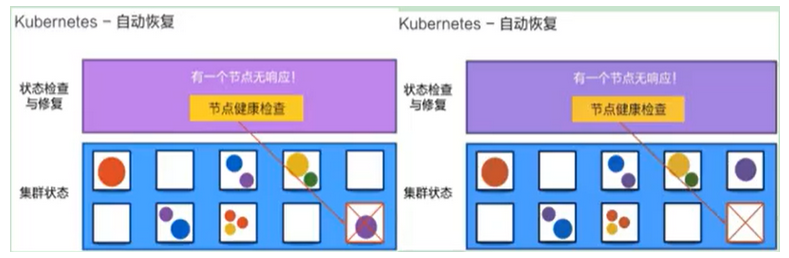 Kubernetes – 自动恢复
状态检查
与修复
有一个节点无响应!
节点健康检查
集群状态
Kubernetes – 自动恢复
状态检查
与修复
有一个节点无响应!
节点健康检查
集群状态